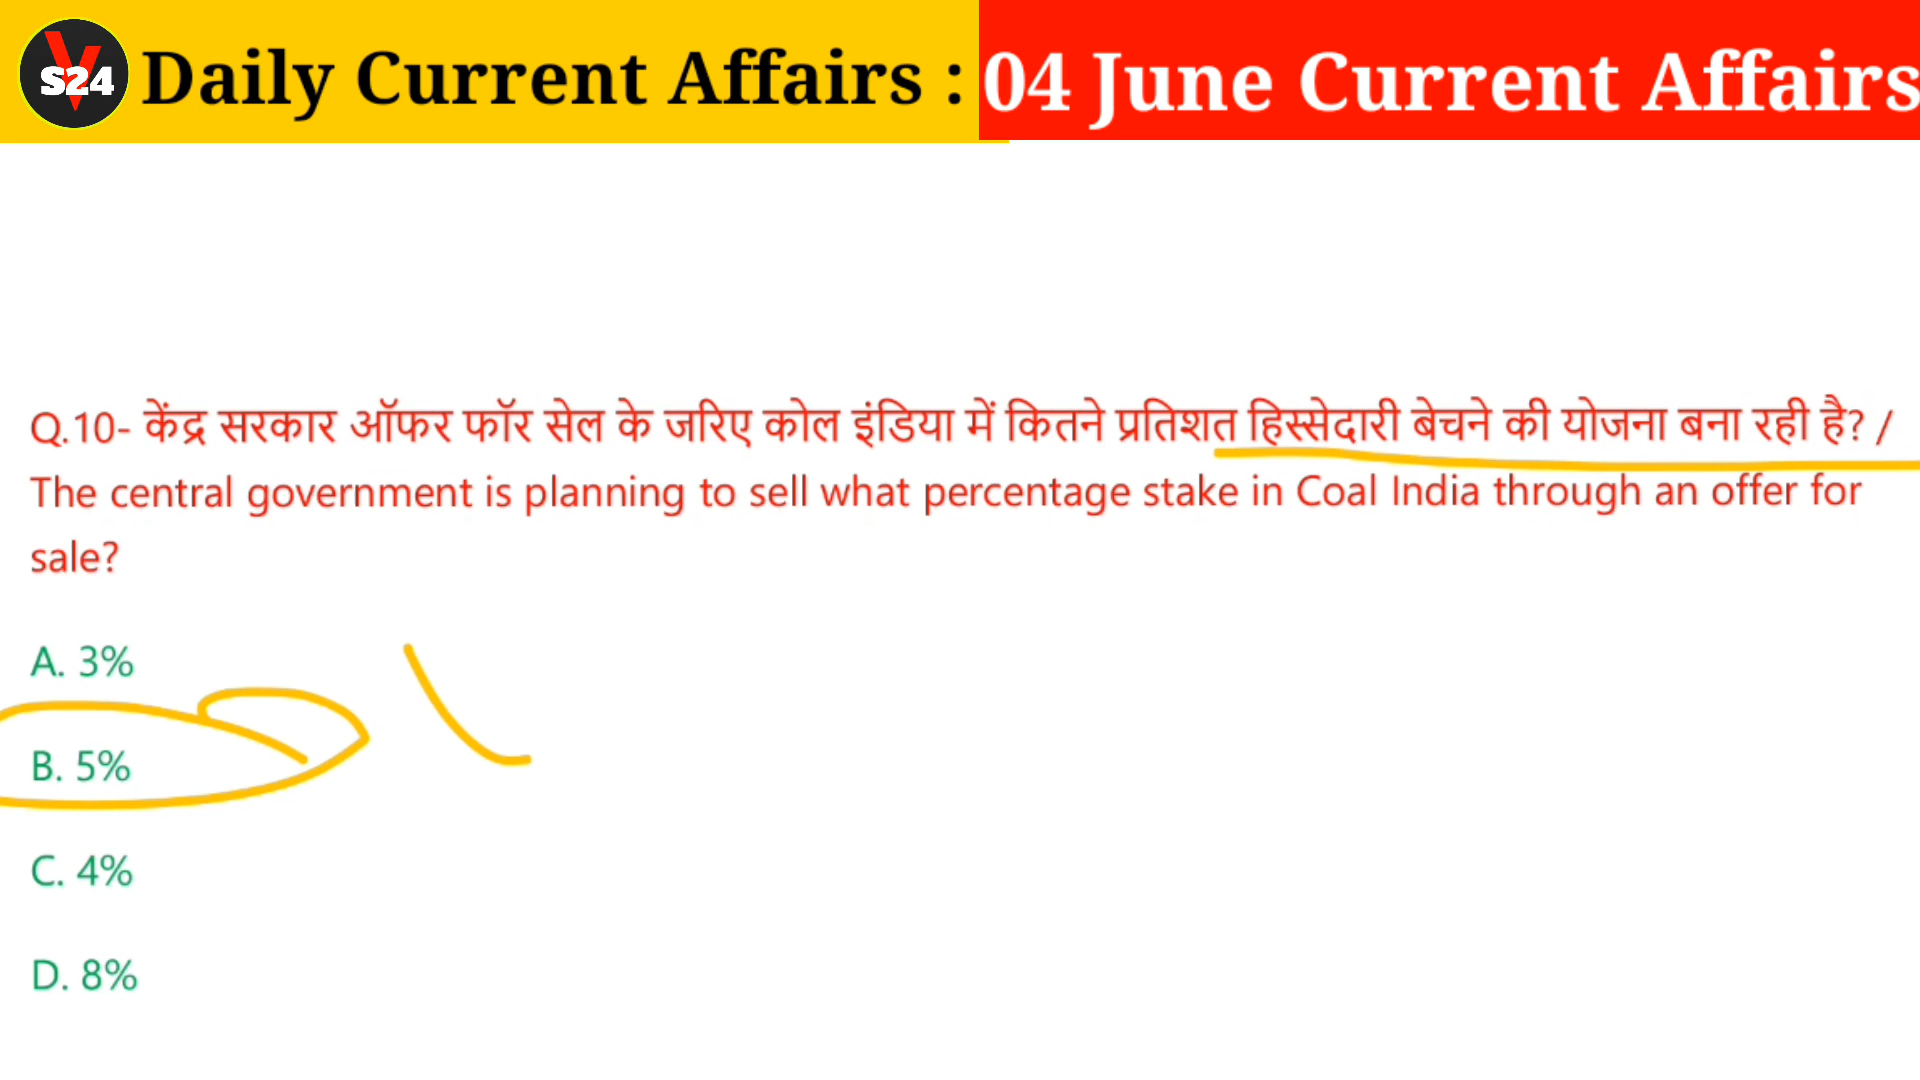 V
S24
Daily Current Affairs : 04 June Current Affairs
Q.10- केंद्र सरकार ऑफर फॉर सेल के जरिए कोल इंडिया में कितने प्रतिशत हिस्सेदारी बेचने की योजना बना रही है? /
The central government is planning to sell what percentage stake in Coal India through an offer for
sale?
A. 3%
B. 5%
C. 4%
D. 8%